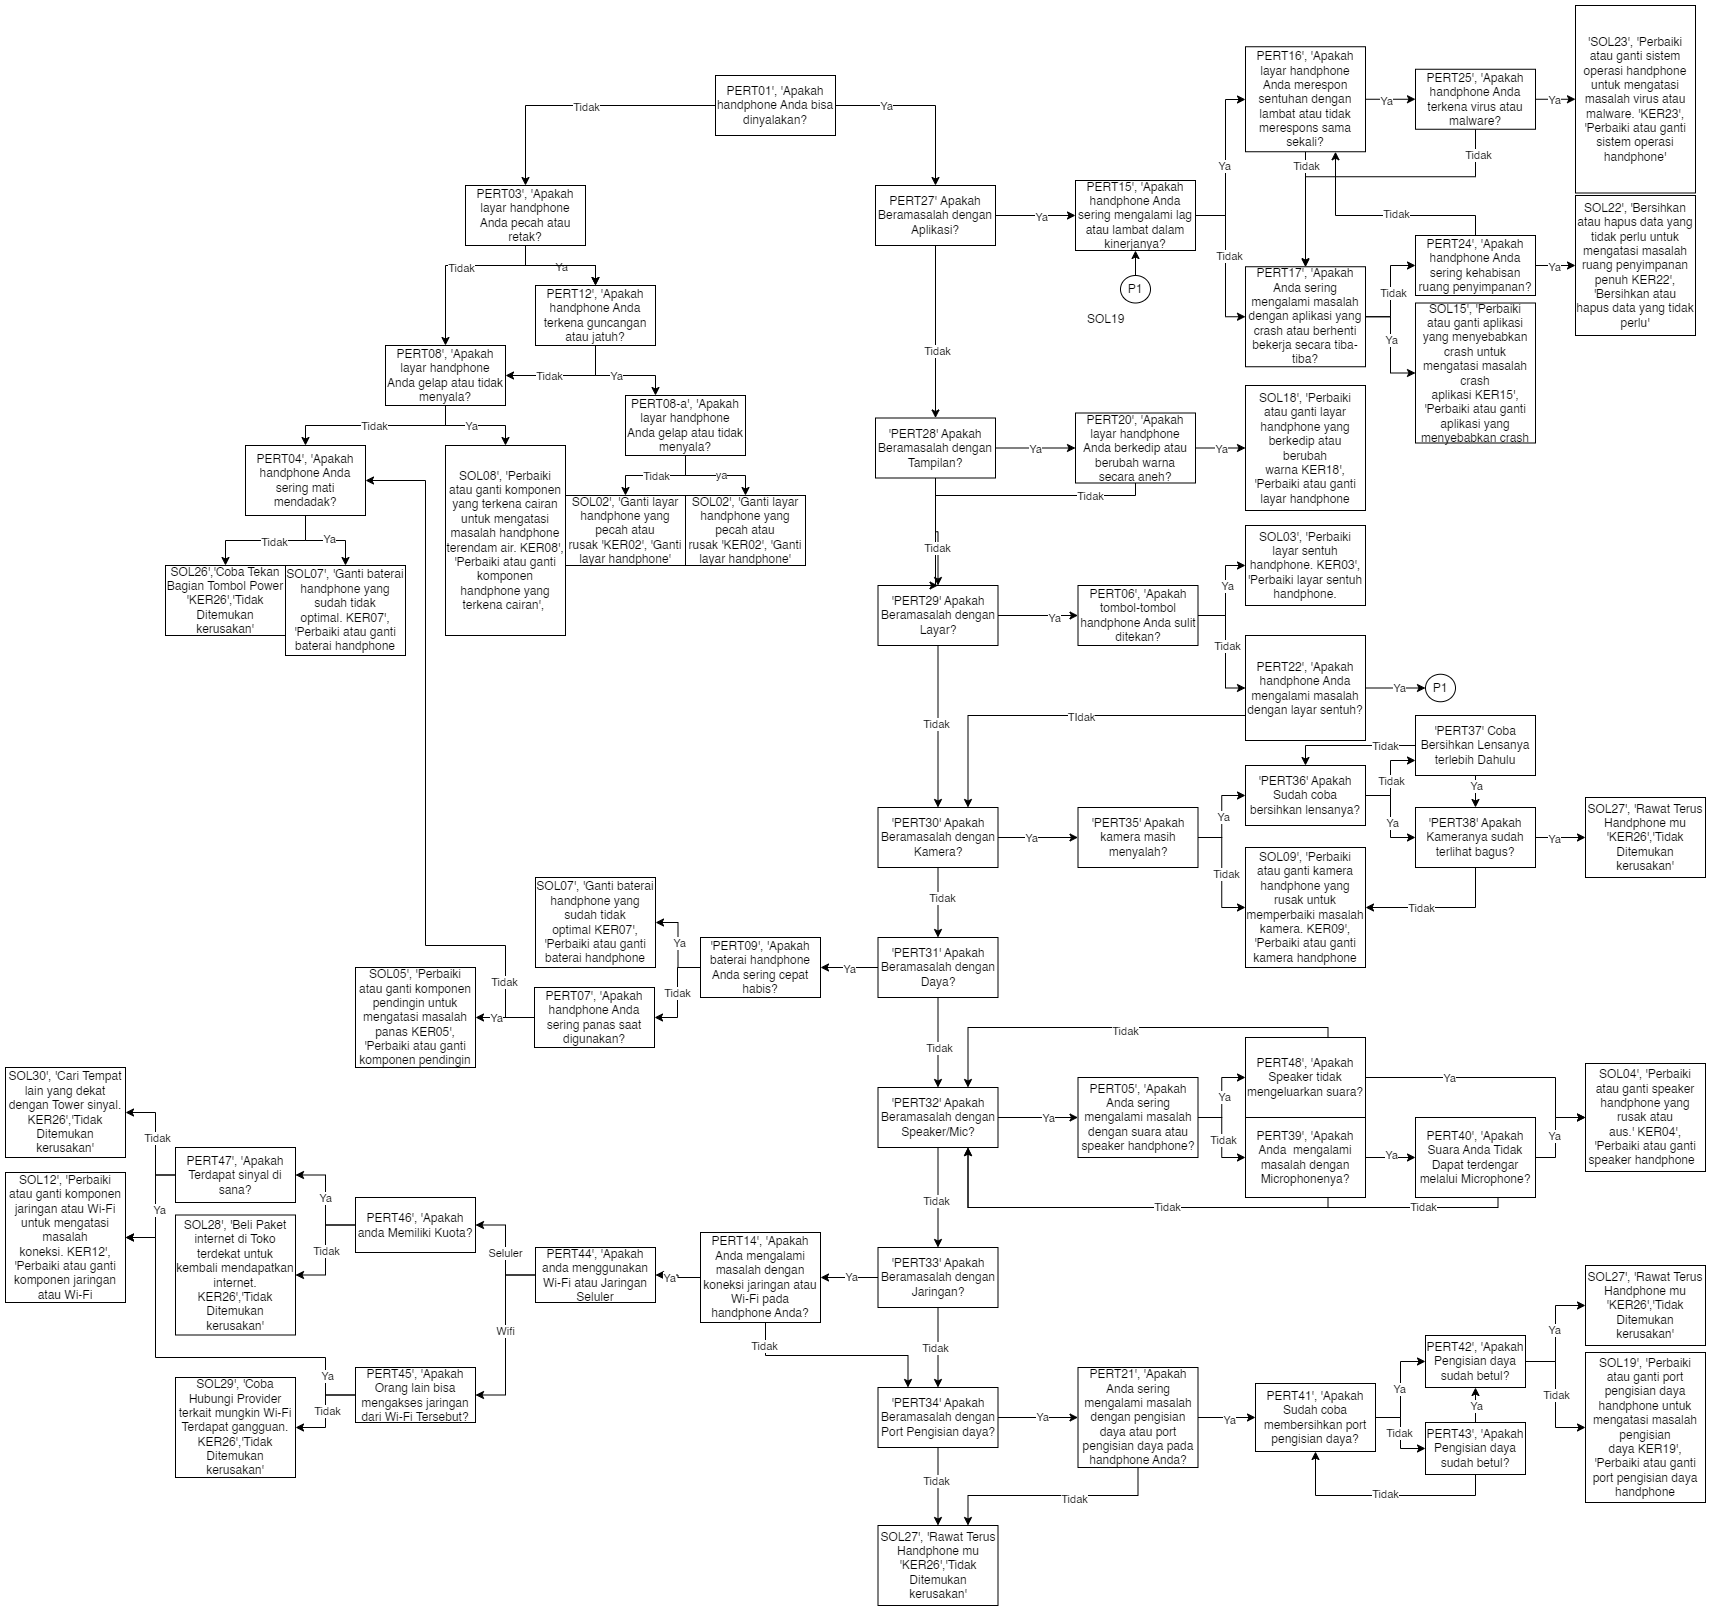 PERT01', 'Apakah
handphone Anda bisa
dinyalakan?
Tidak
Ya
PERT03', 'Apakah
layar handphone
Anda pecah atau
retak?
Tidak
Ya
PERT12', 'Apakah
handphone Anda
terkena guncangan
atau jatuh?
Tidak
Ya
PERT08', 'Apakah
layar handphone
Anda gelap atau tidak
menyala?
Tidak
Ya
PERT08-a', 'Apakah
layar handphone
Anda gelap atau tidak
menyala?
Tidak
ya
PERT04', 'Apakah
handphone Anda
sering mati
mendadak?
Tidak
Ya
SOL08', 'Perbaiki
atau ganti komponen
yang terkena cairan
untuk mengatasi
masalah handphone
terendam air. KER08',
'Perbaiki atau ganti
komponen
handphone yang
terkena cairan',
SOL02', 'Ganti layar
handphone yang
pecah atau
rusak 'KER02', 'Ganti
layar handphone'
SOL02', 'Ganti layar
handphone yang
pecah atau
rusak 'KER02', 'Ganti
layar handphone'
SOL26','Coba Tekan
Bagian Tombol Power
'KER26','Tidak
Ditemukan
kerusakan'
SOL07', 'Ganti baterai
handphone yang
sudah tidak
optimal. KER07',
'Perbaiki atau ganti
baterai handphone
PERT27' Apakah
Beramasalah dengan
Aplikasi?
Ya
Tidak
PERT15', 'Apakah
handphone Anda
sering mengalami lag
atau lambat dalam
kinerjanya?
Ya
Tidak
P1
SOL19
PERT16', 'Apakah
layar handphone
Anda merespon
sentuhan dengan
lambat atau tidak
merespons sama
sekali?
Ya
Tidak
PERT25', 'Apakah
handphone Anda
terkena virus atau
malware?
Ya
Tidak
'SOL23', 'Perbaiki
atau ganti sistem
operasi handphone
untuk mengatasi
masalah virus atau
malware. 'KER23',
'Perbaiki atau ganti
sistem operasi
handphone'
PERT17', 'Apakah
Anda sering
mengalami masalah
dengan aplikasi yang
crash atau berhenti
bekerja secara tiba-
tiba?
Tidak
Ya
PERT24', 'Apakah
handphone Anda
sering kehabisan
ruang penyimpanan?
Tidak
Ya
SOL22', 'Bersihkan
atau hapus data yang
tidak perlu untuk
mengatasi masalah
ruang penyimpanan
penuh KER22',
'Bersihkan atau
hapus data yang tidak
perlu'
SOL15', 'Perbaiki
atau ganti aplikasi
yang menyebabkan
crash untuk
mengatasi masalah
crash
aplikasi KER15',
'Perbaiki atau ganti
aplikasi yang
menyebabkan crash
'PERT28' Apakah
Beramasalah dengan
Tampilan?
Ya
Tidak
PERT20', 'Apakah
layar handphone
Anda berkedip atau
berubah warna
secara aneh?
Ya
Tidak
SOL18', 'Perbaiki
atau ganti layar
handphone yang
berkedip atau
berubah
warna KER18',
'Perbaiki atau ganti
layar handphone
'PERT29' Apakah
Beramasalah dengan
Layar?
Ya
Tidak
PERT06', 'Apakah
tombol-tombol
handphone Anda sulit
ditekan?
Ya
Tidak
SOL03', 'Perbaiki
layar sentuh
handphone. KER03',
'Perbaiki layar sentuh
handphone.
PERT22', 'Apakah
handphone Anda
mengalami masalah
dengan layar sentuh?
Ya
P1
TIdak
'PERT30' Apakah
Beramasalah dengan
Kamera?
Ya
Tidak
'PERT35' Apakah
kamera masih
menyalah?
Ya
Tidak
'PERT36' Apakah
Sudah coba
bersihkan lensanya?
Tidak
Ya
'PERT37' Coba
Bersihkan Lensanya
terlebih Dahulu
Tidak
Ya
'PERT38' Apakah
Kameranya sudah
terlihat bagus?
Ya
Tidak
SOL27', 'Rawat Terus
Handphone mu
'KER26','Tidak
Ditemukan
kerusakan'
SOL09', 'Perbaiki
atau ganti kamera
handphone yang
rusak untuk
memperbaiki masalah
kamera. KER09',
'Perbaiki atau ganti
kamera handphone
'PERT31' Apakah
Beramasalah dengan
Daya?
Ya
Tidak
'PERT09', 'Apakah
baterai handphone
Anda sering cepat
habis?
Ya
Tidak
SOL07', 'Ganti baterai
handphone yang
sudah tidak
optimal KER07',
'Perbaiki atau ganti
baterai handphone
PERT07', 'Apakah
handphone Anda
sering panas saat
digunakan?
Tidak
Ya
SOL05', 'Perbaiki
atau ganti komponen
pendingin untuk
mengatasi masalah
panas KER05',
'Perbaiki atau ganti
komponen pendingin
'PERT32' Apakah
Beramasalah dengan
Speaker/Mic?
Ya
Tidak
PERT05', 'Apakah
Anda sering
mengalami masalah
dengan suara atau
speaker handphone?
Ya
Tidak
PERT48', 'Apakah
Speaker tidak
mengeluarkan suara?
Tidak
Ya
PERT39', 'Apakah
Anda  mengalami
masalah dengan
Microphonenya?
Ya
Tidak
PERT40', 'Apakah
Suara Anda Tidak
Dapat terdengar
melalui Microphone?
Ya
Tidak
SOL04', 'Perbaiki
atau ganti speaker
handphone yang
rusak atau
aus.' KER04',
'Perbaiki atau ganti
speaker handphone
'PERT33' Apakah
Beramasalah dengan
Jaringan?
Ya
Tidak
PERT14', 'Apakah
Anda mengalami
masalah dengan
koneksi jaringan atau
Wi-Fi pada
handphone Anda?
Ya
Tidak
PERT44', 'Apakah
anda menggunakan
Wi-Fi atau Jaringan
Seluler
Seluler
Wifi
PERT46', 'Apakah
anda Memiliki Kuota?
Ya
Tidak
PERT47', 'Apakah
Terdapat sinyal di
sana?
Tidak
Ya
SOL30', 'Cari Tempat
lain yang dekat
dengan Tower sinyal.
KER26','Tidak
Ditemukan
kerusakan'
SOL12', 'Perbaiki
atau ganti komponen
jaringan atau Wi-Fi
untuk mengatasi
masalah
koneksi. KER12',
'Perbaiki atau ganti
komponen jaringan
atau Wi-Fi
SOL28', 'Beli Paket
internet di Toko
terdekat untuk
kembali mendapatkan
internet.
KER26','Tidak
Ditemukan
kerusakan'
PERT45', 'Apakah
Orang lain bisa
mengakses jaringan
dari Wi-Fi Tersebut?
Ya
Tidak
SOL29', 'Coba
Hubungi Provider
terkait mungkin Wi-Fi
Terdapat gangguan.
KER26','Tidak
Ditemukan
kerusakan'
'PERT34' Apakah
Beramasalah dengan
Port Pengisian daya?
Ya
Tidak
PERT21', 'Apakah
Anda sering
mengalami masalah
dengan pengisian
daya atau port
pengisian daya pada
handphone Anda?
Ya
Tidak
PERT41', 'Apakah
Sudah coba
membersihkan port
pengisian daya?
Ya
Tidak
PERT42', 'Apakah
Pengisian daya
sudah betul?
Ya
Tidak
PERT43', 'Apakah
Pengisian daya
sudah betul?
Ya
Tidak
SOL27', 'Rawat Terus
Handphone mu
'KER26','Tidak
Ditemukan
kerusakan'
SOL19', 'Perbaiki
atau ganti port
pengisian daya
handphone untuk
mengatasi masalah
pengisian
daya KER19',
'Perbaiki atau ganti
port pengisian daya
handphone
SOL27', 'Rawat Terus
Handphone mu
'KER26','Tidak
Ditemukan
kerusakan'